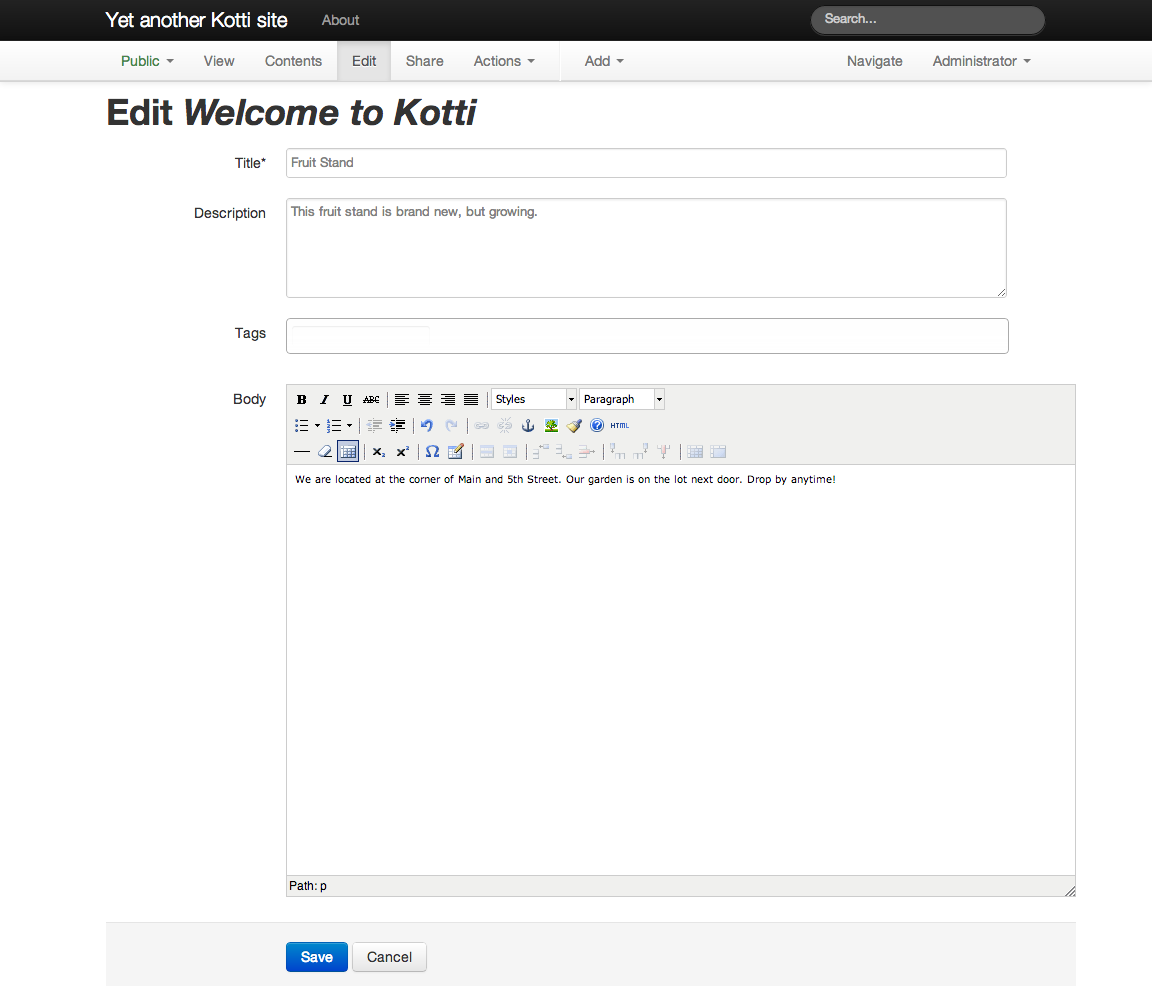 Yet another Kotti site About Search...
Public View Contents Edit Share Actions Add Navigate Administrator
Edit Welcome to Kotti
Title* Fruit Stand
Description This fruit stand is brand new, but growing.
Tags
Body B I U ABC Styles Paragraph
HTML
x₂ x² Ω
We are located at the corner of Main and 5th Street. Our garden is on the lot next door. Drop by anytime!
Path: p
Save Cancel